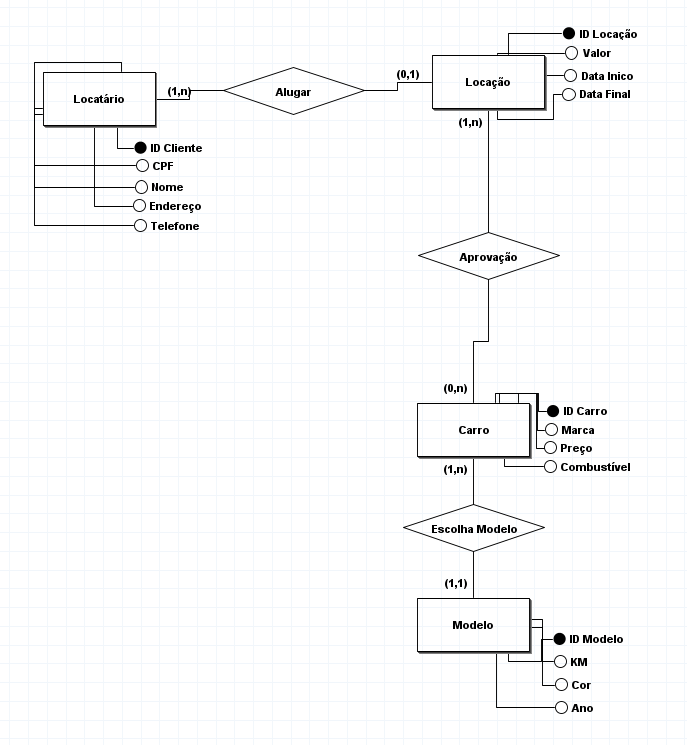 ID Locação
Valor
Data Inico
Data Final
Locação
(0,1)
(1,n)
Alugar
(1,n)
Locatário
ID Cliente
CPF
Nome
Endereço
Telefone
Aprovação
(0,n)
Carro
ID Carro
Marca
Preço
Combustível
(1,n)
Escolha Modelo
(1,1)
Modelo
ID Modelo
KM
Cor
Ano